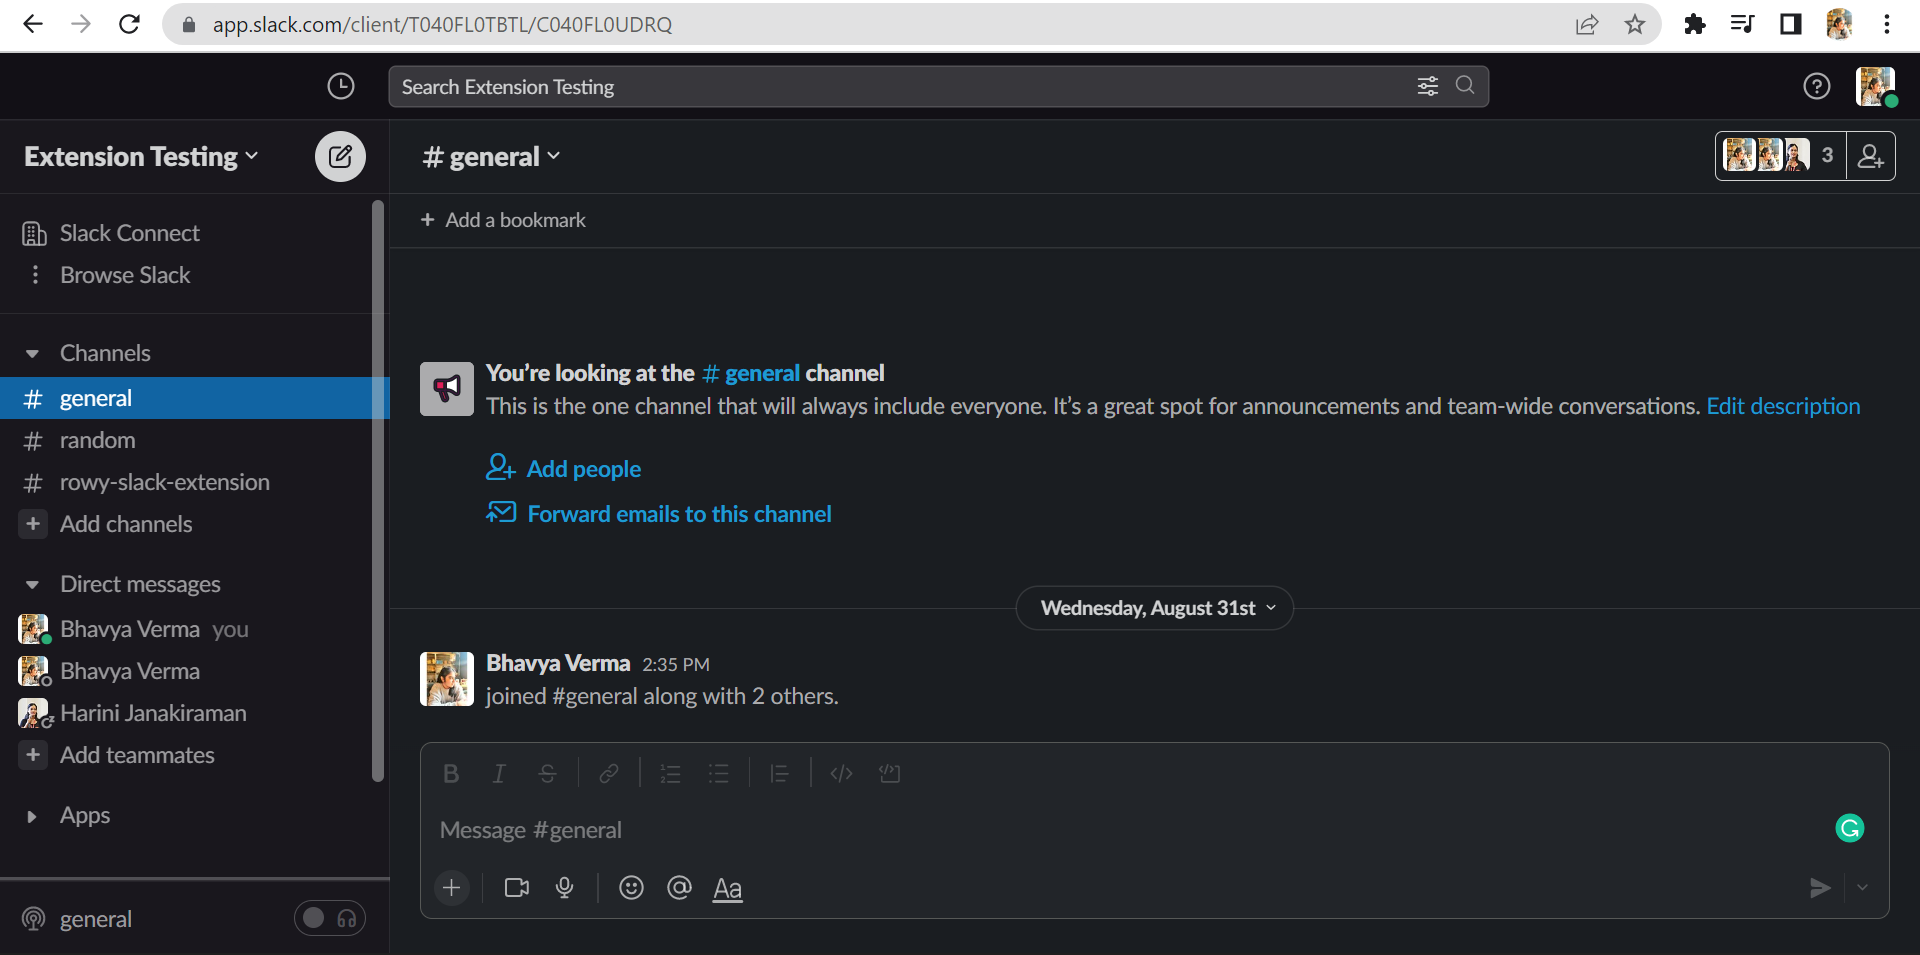 app.slack.com/client/T040FL0TBTL/C040FL0UDRQ
Search Extension Testing
Extension Testing
# general
3
+ Add a bookmark
Slack Connect
Browse Slack
Channels
# general
# random
# rowy-slack-extension
+ Add channels
Direct messages
Bhavya Verma you
Bhavya Verma
Harini Janakiraman
+ Add teammates
Apps
general
You’re looking at the # general channel
This is the one channel that will always include everyone. It’s a great spot for announcements and team-wide conversations. Edit description
Add people
Forward emails to this channel
Wednesday, August 31st
Bhavya Verma 2:35 PM
joined #general along with 2 others.
B I S
Message #general
Aa